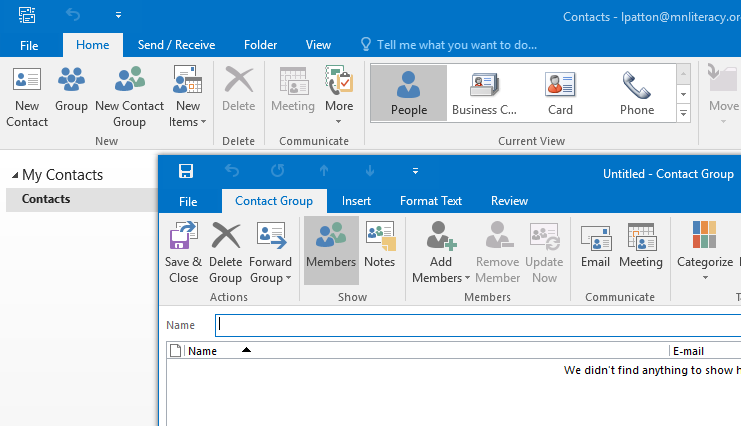 Contacts - lpatton@mnliteracy.or
File Home Send / Receive Folder View Tell me what you want to do...
New Contact
Group
New Contact Group
New Items
Delete
Meeting
More
People
Business C...
Card
Phone
Move
New Delete Communicate Current View
My Contacts
Contacts
Untitled - Contact Group
File Contact Group Insert Format Text Review
Save & Close
Delete Group
Forward Group
Members
Notes
Add Members
Remove Member
Update Now
Email
Meeting
Categorize
Actions Show Members Communicate Ta
Name
Name E-mail
We didn't find anything to show h